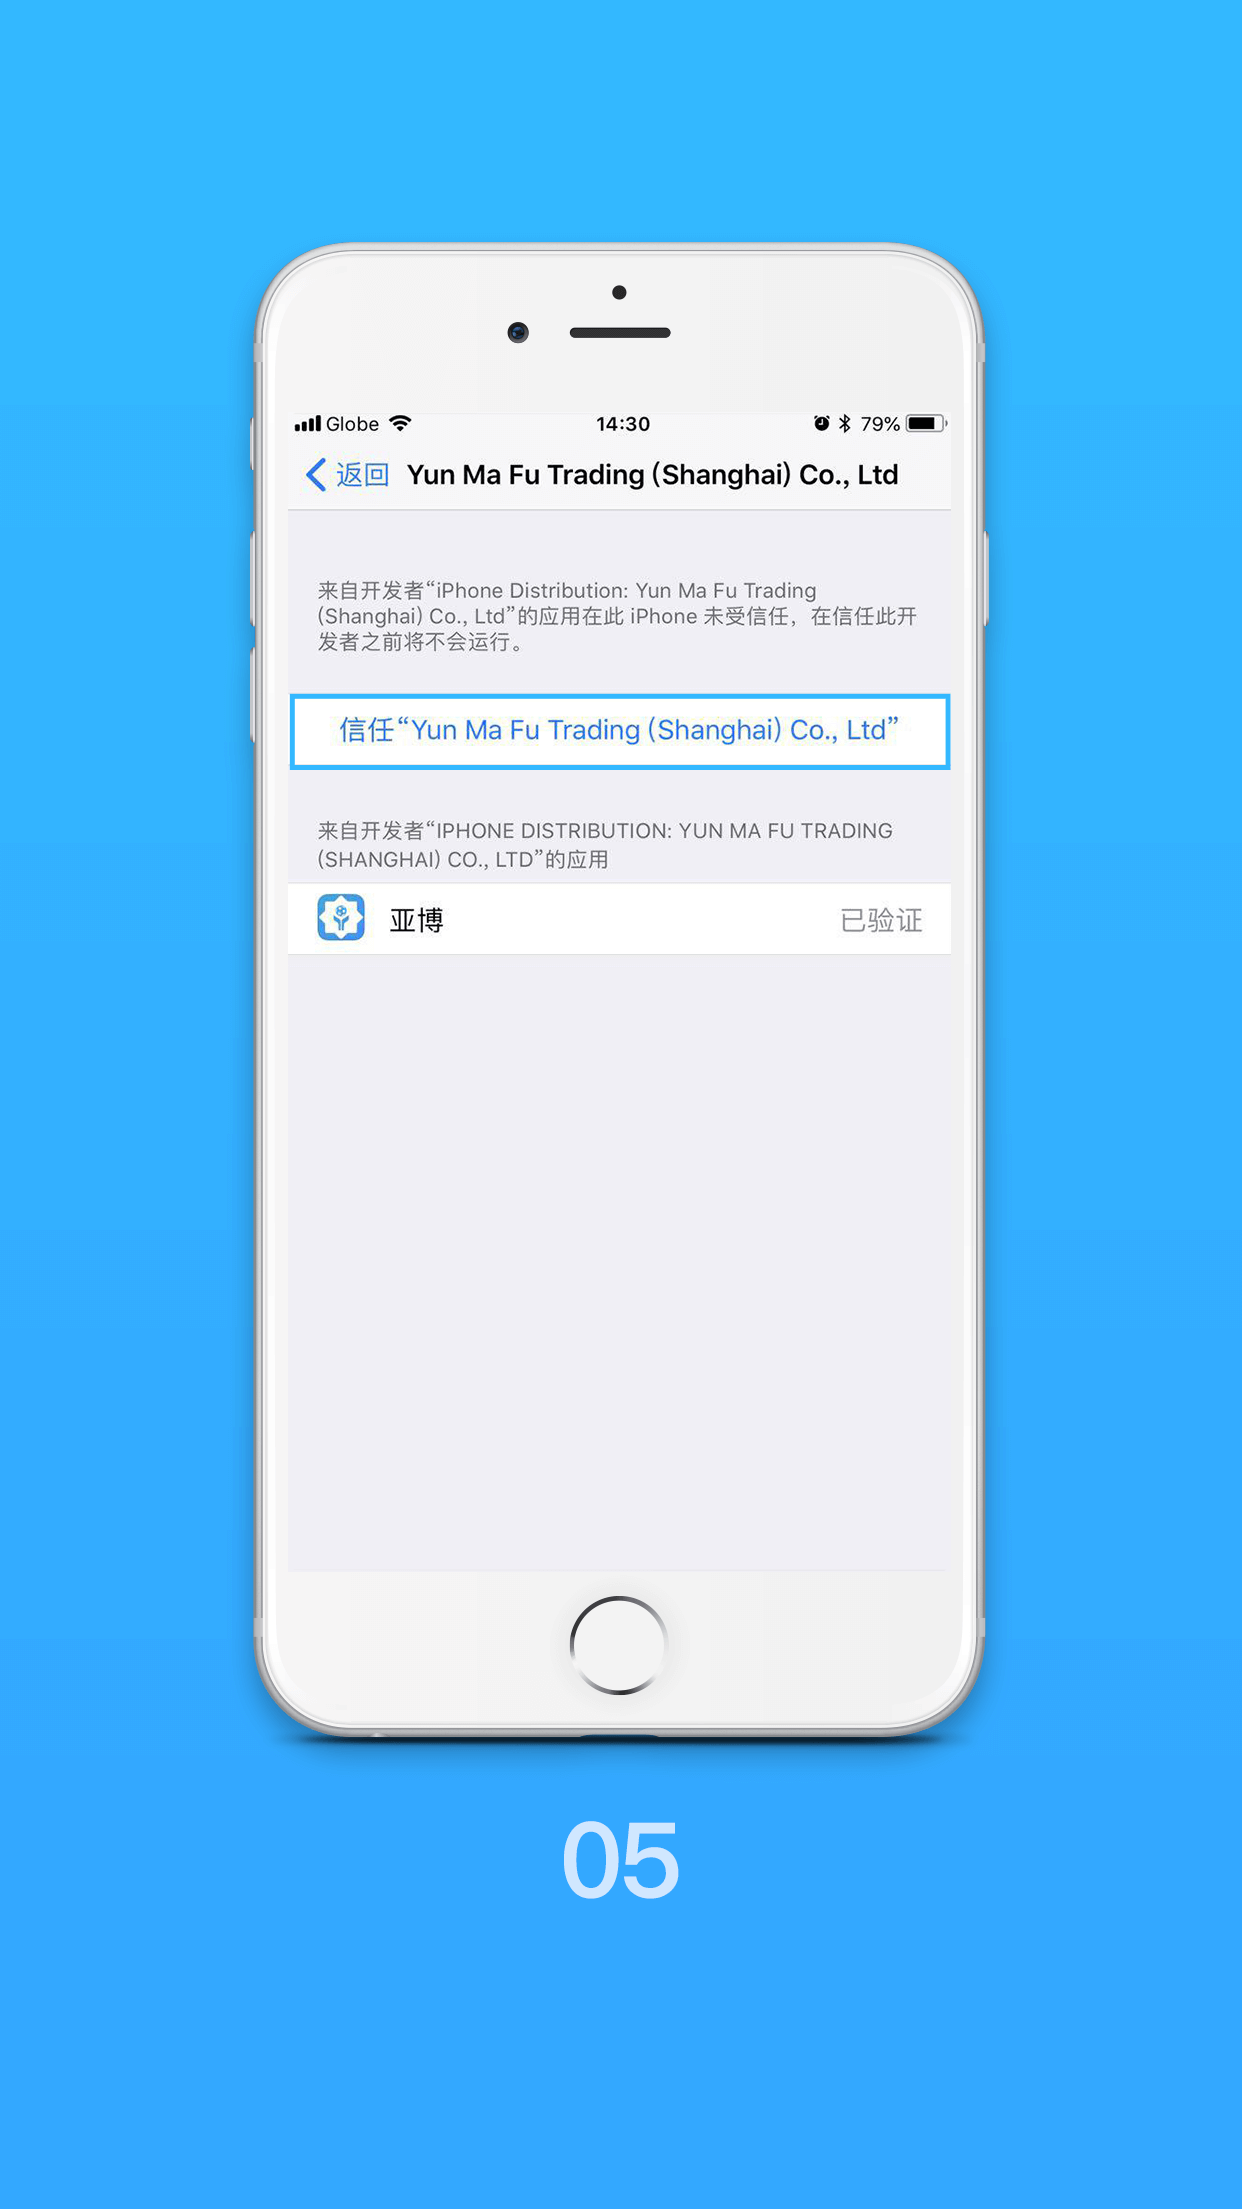 Globe 14:30 79%
返回 Yun Ma Fu Trading (Shanghai) Co., Ltd
来自开发者“iPhone Distribution: Yun Ma Fu Trading
(Shanghai) Co., Ltd”的应用在此 iPhone 未受信任，在信任此开
发者之前将不会运行。
信任“Yun Ma Fu Trading (Shanghai) Co., Ltd”
来自开发者“IPHONE DISTRIBUTION: YUN MA FU TRADING
(SHANGHAI) CO., LTD”的应用
亚博 已验证
05